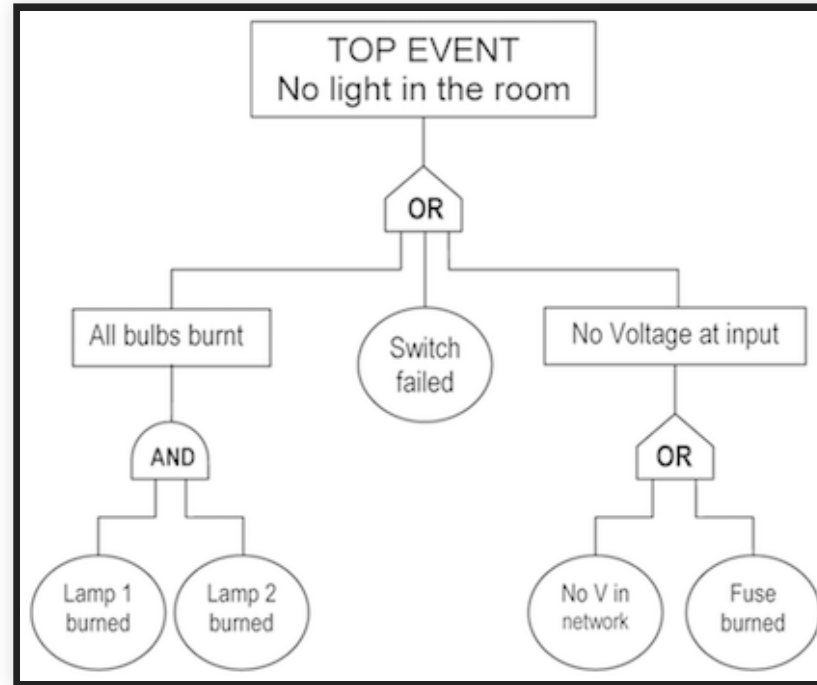 TOP EVENT
No light in the room
OR
All bulbs burnt
Switch
failed
No Voltage at input
AND
OR
Lamp 1
burned
Lamp 2
burned
No V in
network
Fuse
burned